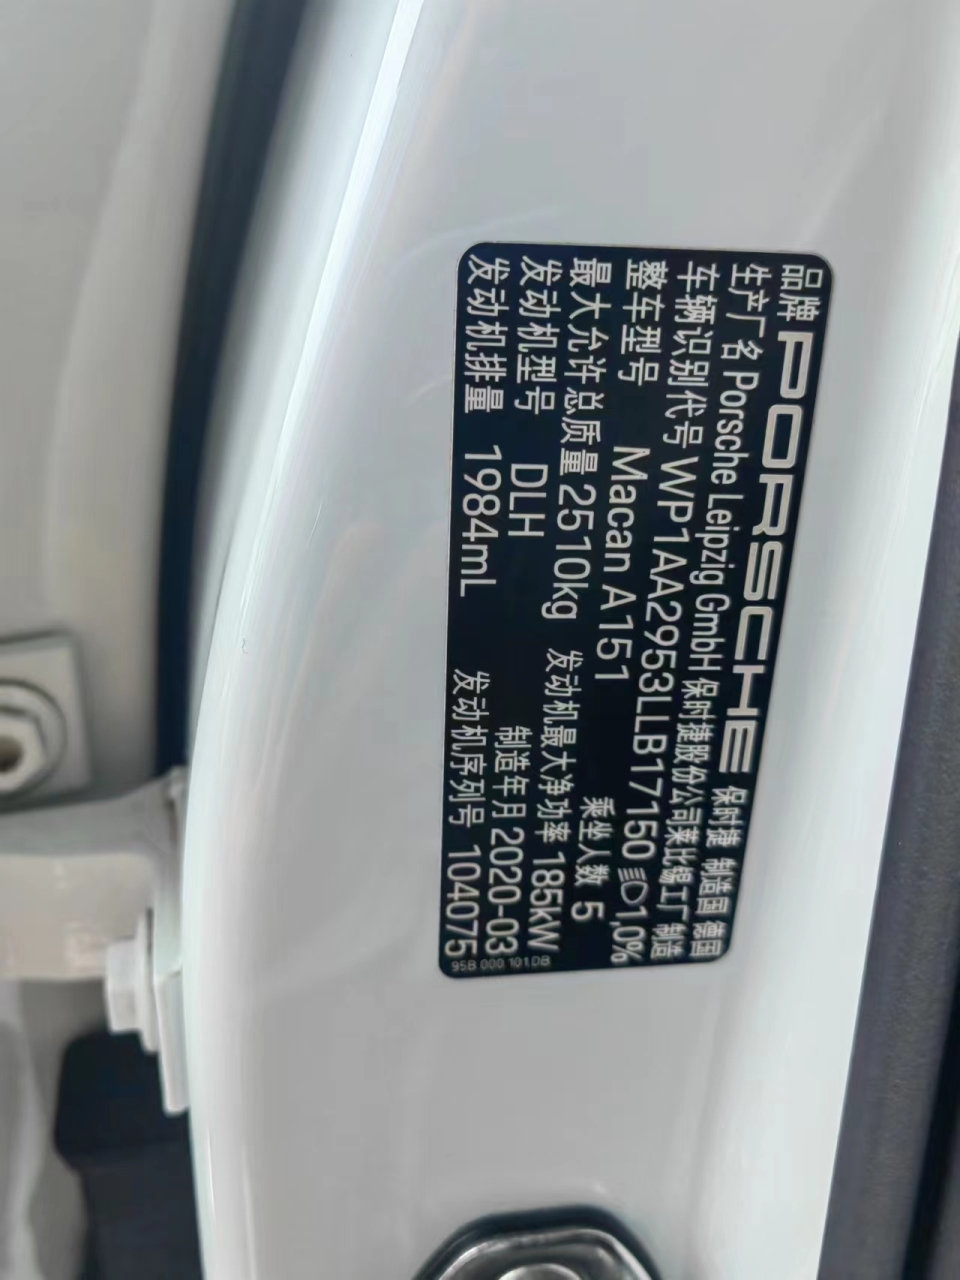 品牌 PORSCHE 保时捷 制造国 德国
生产厂名 Porsche Leipzig GmbH 保时捷股份公司莱比锡工厂制造
车辆识别代号 WP1AA2953LLB17150 1,0%
整车型号 Macan A151 乘坐人数 5
最大允许总质量 2510kg 发动机最大净功率 185kW
发动机型号 DLH 制造年月 2020-03
发动机排量 1984mL 发动机序列号 104075
95B 000 101 DB